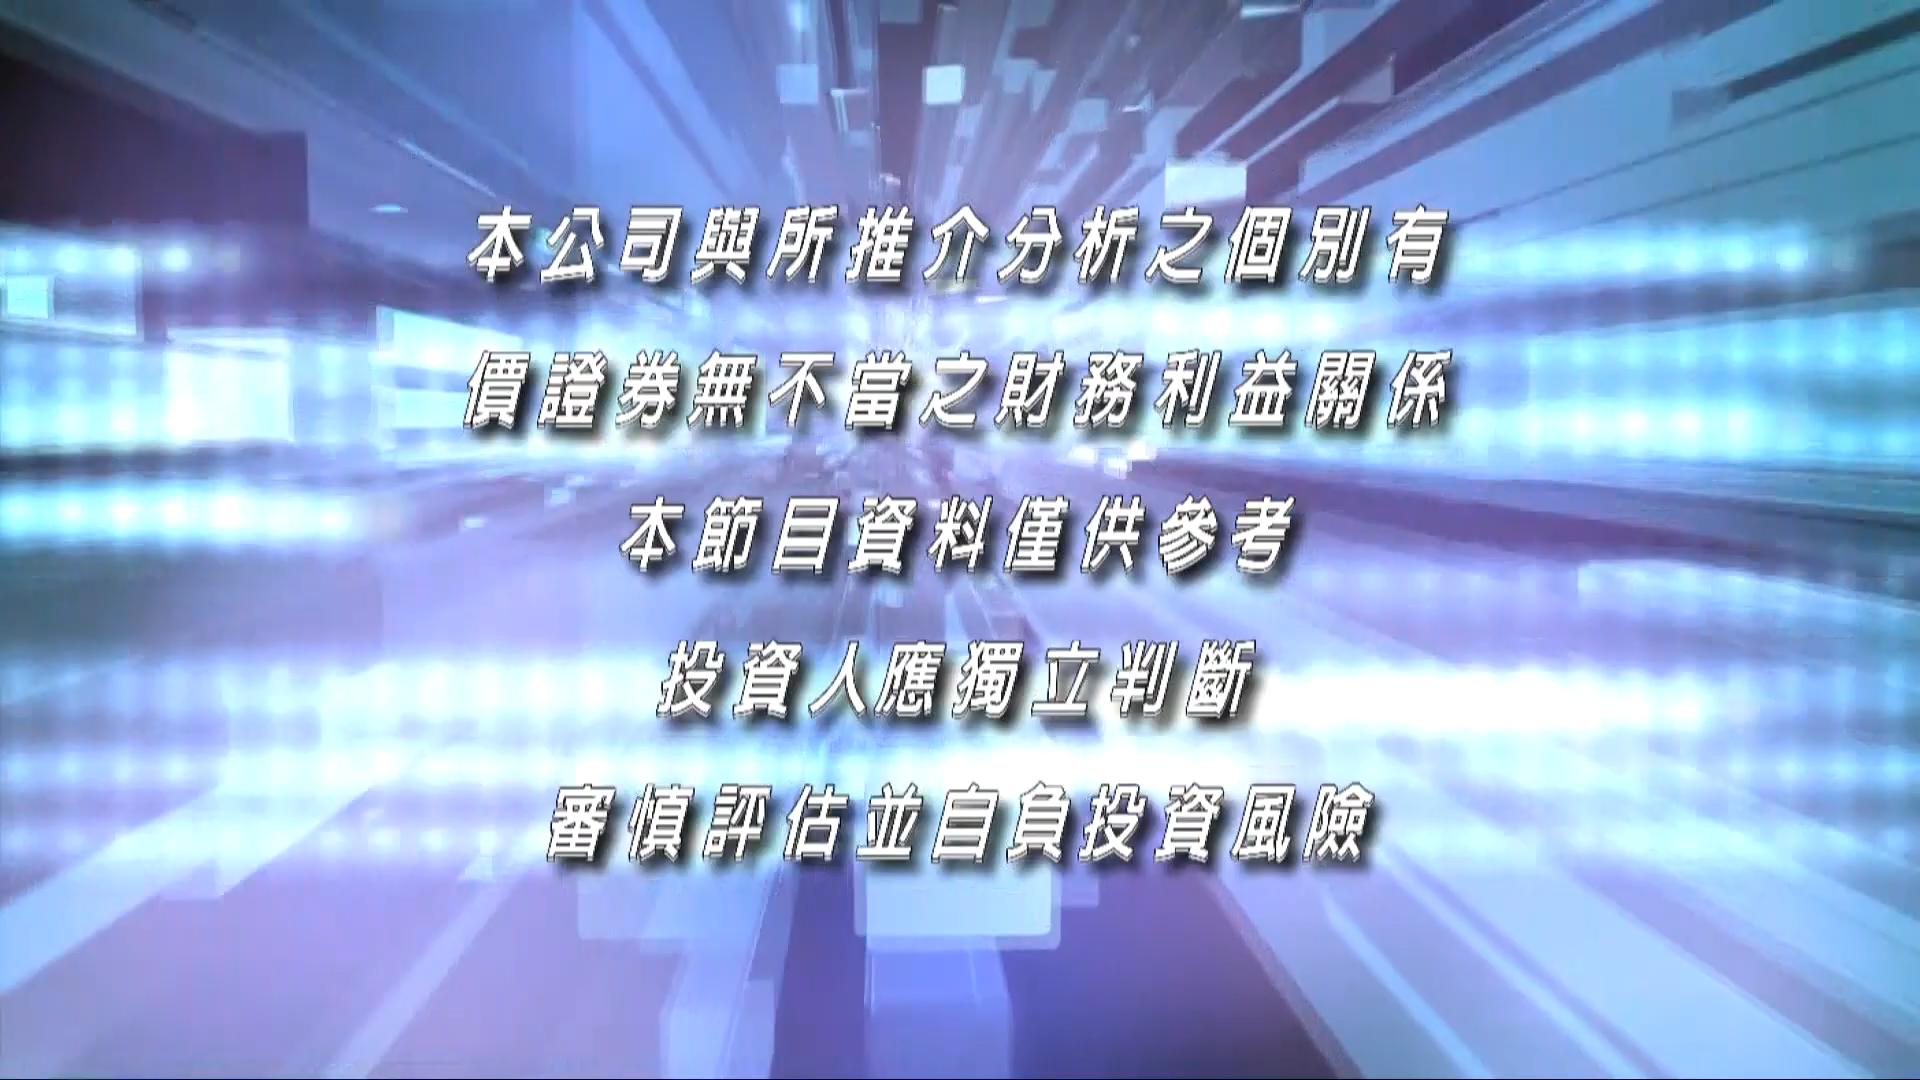 本公司與所推介分析之個別有
價證券無不當之財務利益關係
本節目資料僅供參考
投資人應獨立判斷
審慎評估並自負投資風險